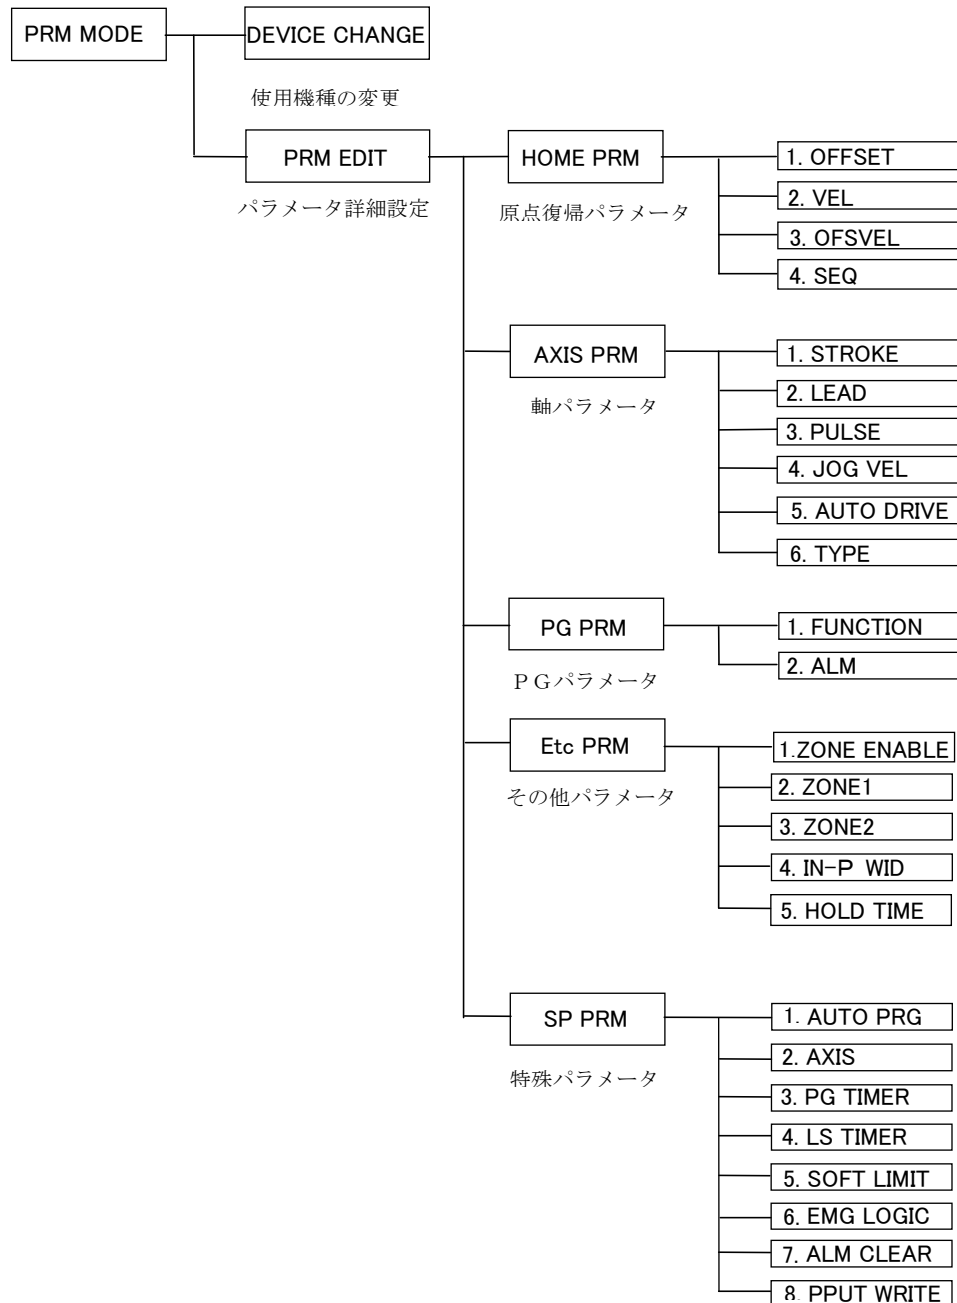 PRM MODE
DEVICE CHANGE
使用機種の変更
PRM EDIT
パラメータ詳細設定
HOME PRM
原点復帰パラメータ
1. OFFSET
2. VEL
3. OFSVEL
4. SEQ
AXIS PRM
軸パラメータ
1. STROKE
2. LEAD
3. PULSE
4. JOG VEL
5. AUTO DRIVE
6. TYPE
PG PRM
ＰＧパラメータ
1. FUNCTION
2. ALM
Etc PRM
その他パラメータ
1.ZONE ENABLE
2. ZONE1
3. ZONE2
4. IN-P WID
5. HOLD TIME
SP PRM
特殊パラメータ
1. AUTO PRG
2. AXIS
3. PG TIMER
4. LS TIMER
5. SOFT LIMIT
6. EMG LOGIC
7. ALM CLEAR
8. PPUT WRITE